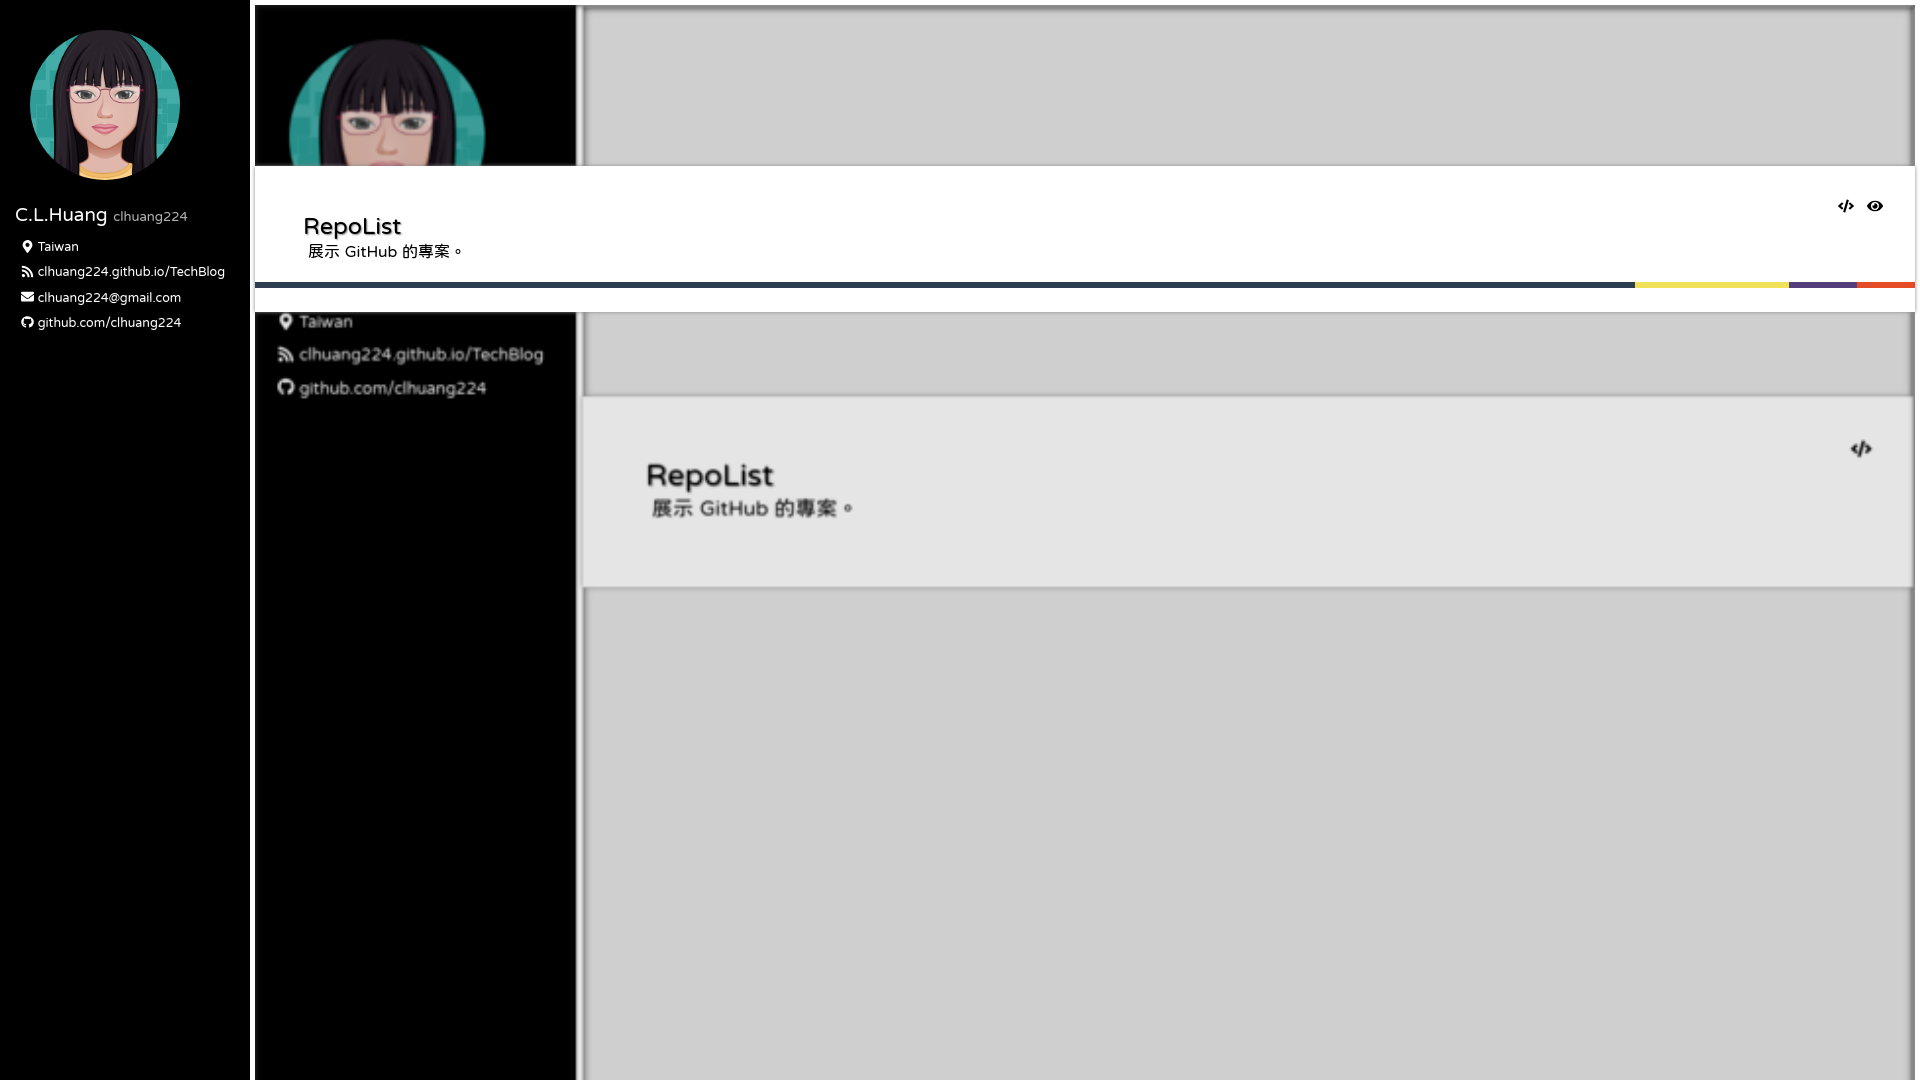 C.L.Huang clhuang224
Taiwan
clhuang224.github.io/TechBlog
clhuang224@gmail.com
github.com/clhuang224
RepoList
展示 GitHub 的專案。
Taiwan
clhuang224.github.io/TechBlog
github.com/clhuang224
RepoList
展示 GitHub 的專案。